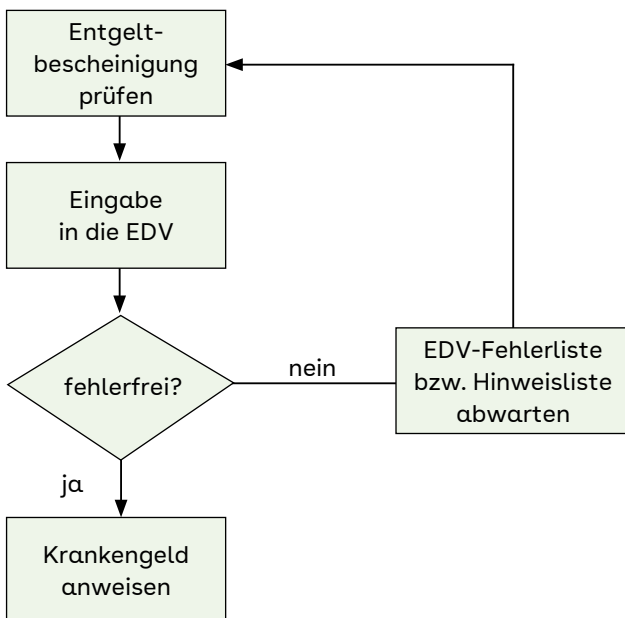 Entgelt-
bescheinigung
prüfen
Eingabe
in die EDV
fehlerfrei?
nein
EDV-Fehlerliste
bzw. Hinweisliste
abwarten
ja
Krankengeld
anweisen